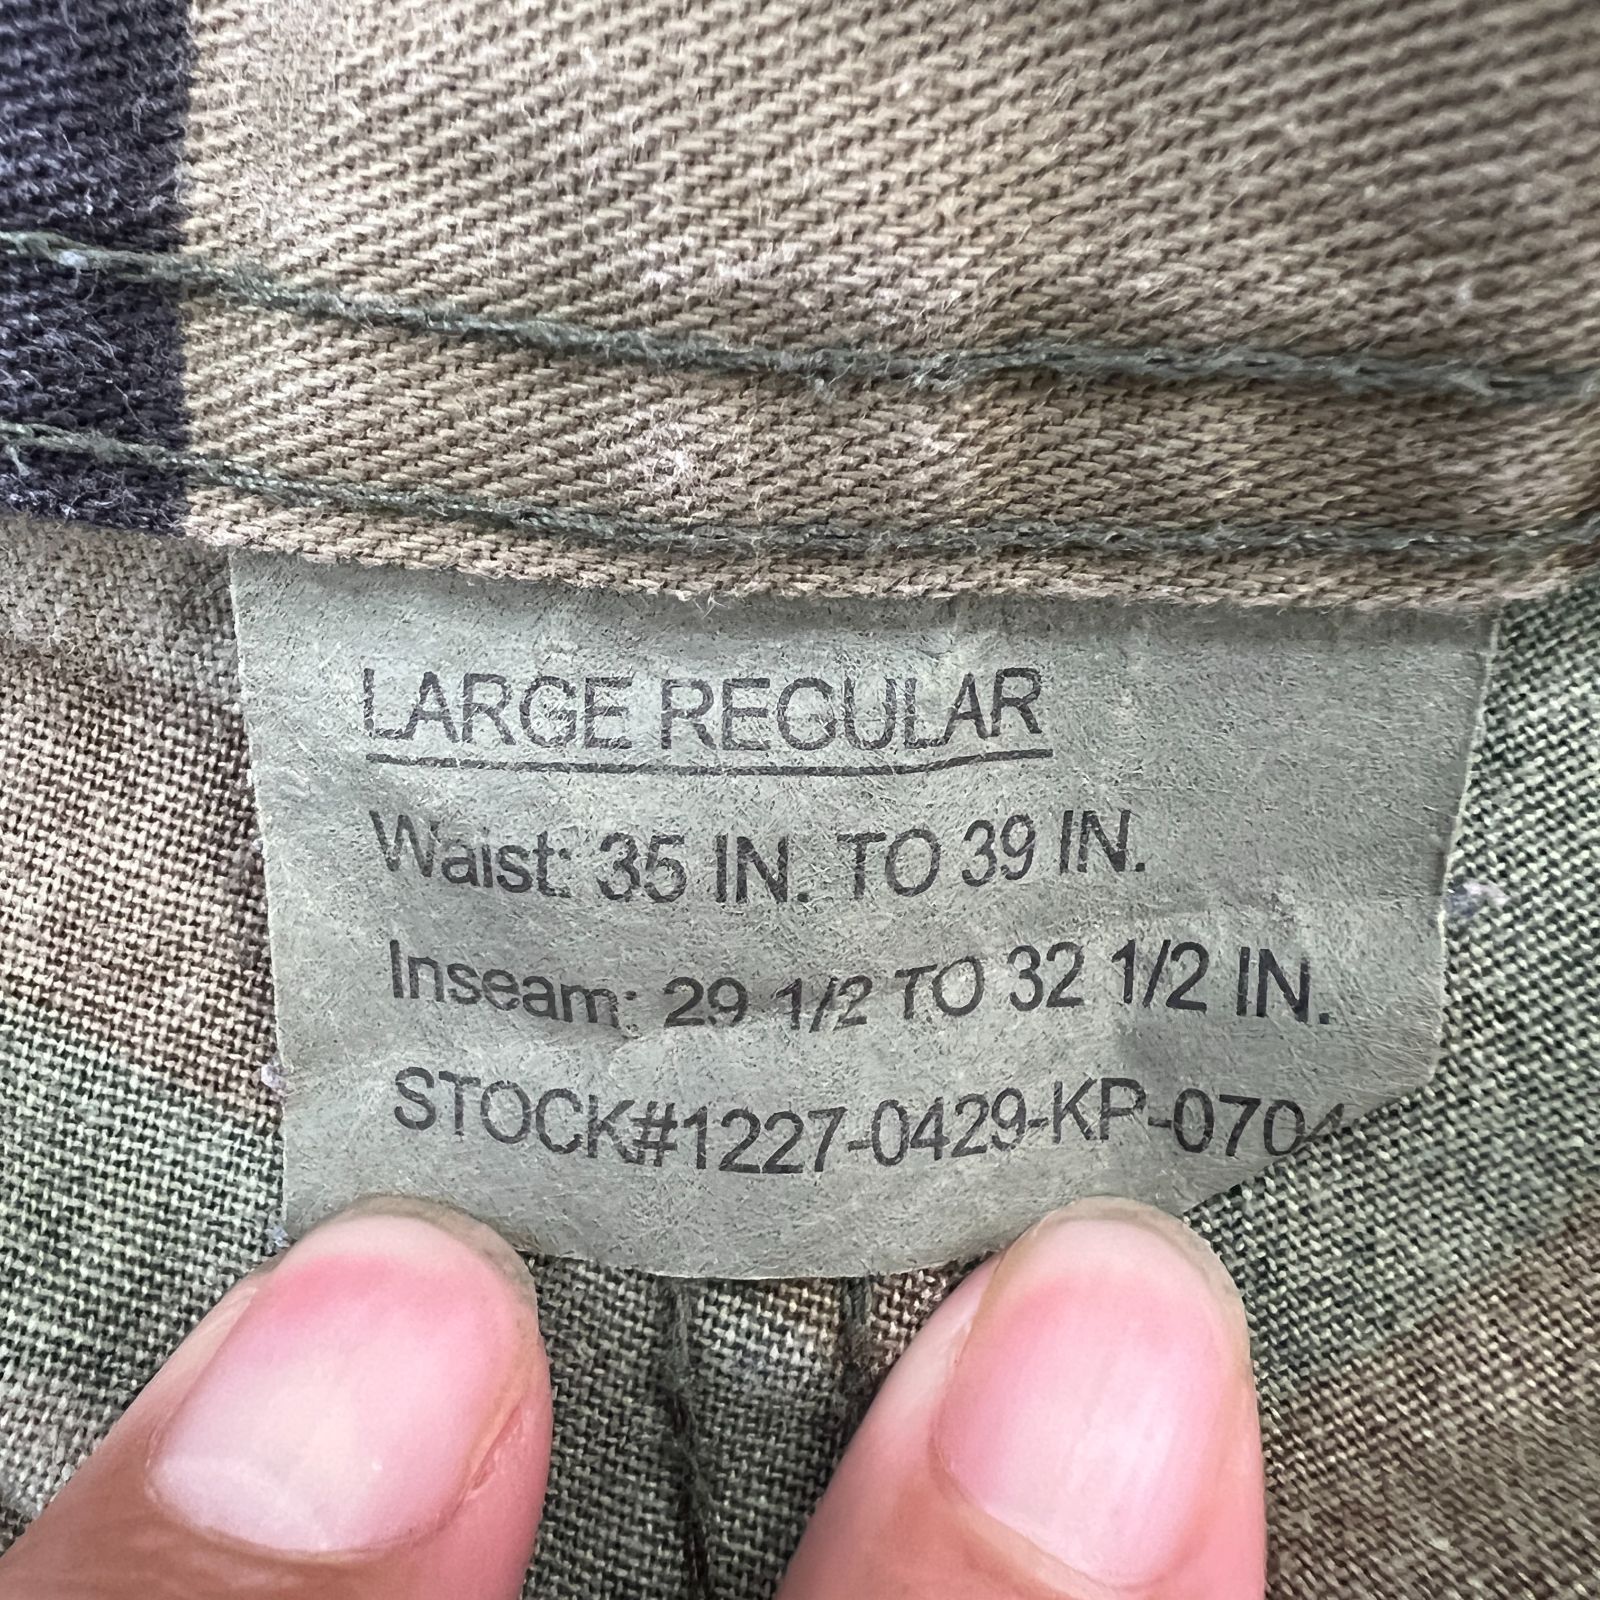 LARGE REGULAR
Waist: 35 IN. TO 39 IN.
Inseam: 29 1/2 TO 32 1/2 IN.
STOCK#1227-0429-KP-0704